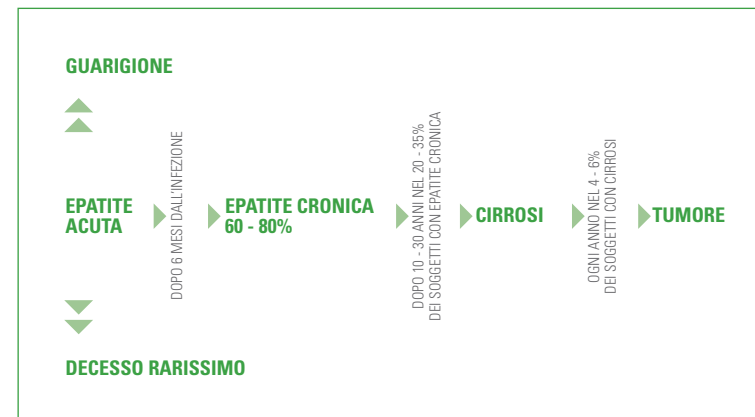 GUARIGIONE
EPATITE
ACUTA
DOPO 6 MESI DALL'INFEZIONE
EPATITE CRONICA
60 - 80%
DOPO 10 - 30 ANNI NEL 20 - 35%
DEI SOGGETTI CON EPATITE CRONICA
CIRROSI
OGNI ANNO NEL 4 - 6%
DEI SOGGETTI CON CIRROSI
TUMORE
DECESSO RARISSIMO